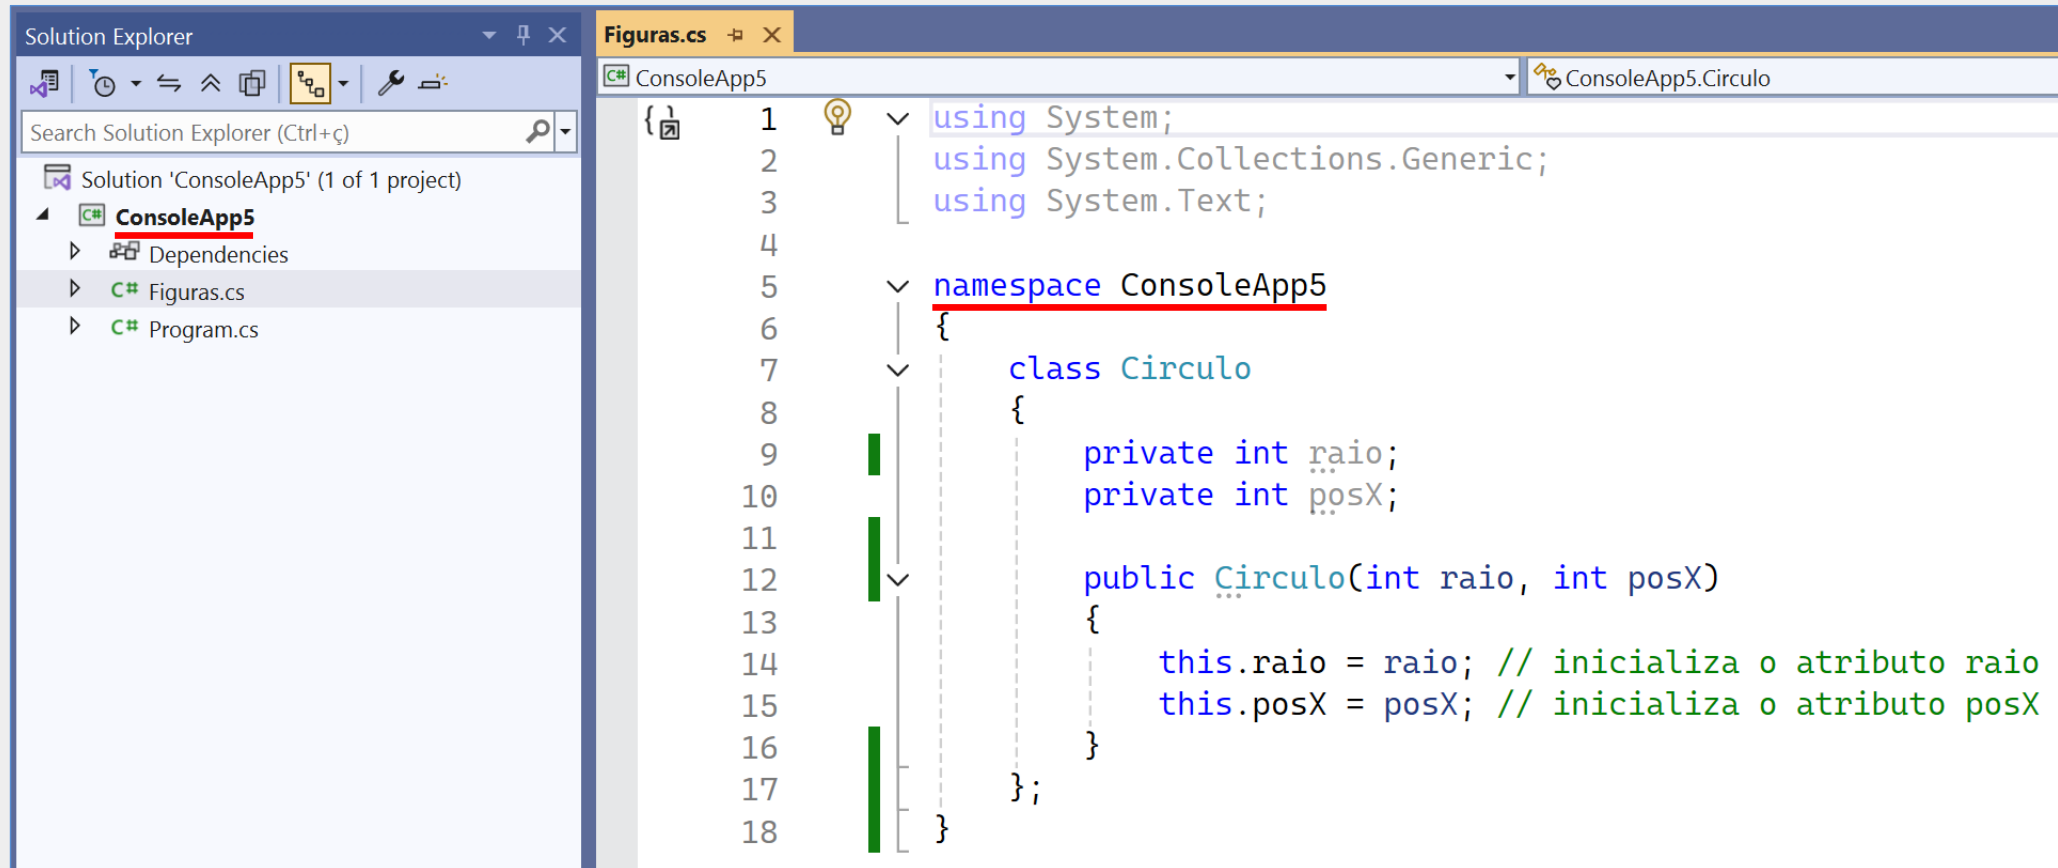 Solution Explorer
Search Solution Explorer (Ctrl+ç)
Solution 'ConsoleApp5' (1 of 1 project)
C# ConsoleApp5
Dependencies
C# Figuras.cs
C# Program.cs
Figuras.cs
C# ConsoleApp5
ConsoleApp5.Circulo
1 using System;
2 using System.Collections.Generic;
3 using System.Text;
4
5 namespace ConsoleApp5
6 {
7 class Circulo
8 {
9 private int raio;
10 private int posX;
11
12 public Circulo(int raio, int posX)
13 {
14 this.raio = raio; // inicializa o atributo raio
15 this.posX = posX; // inicializa o atributo posX
16 }
17 };
18 }